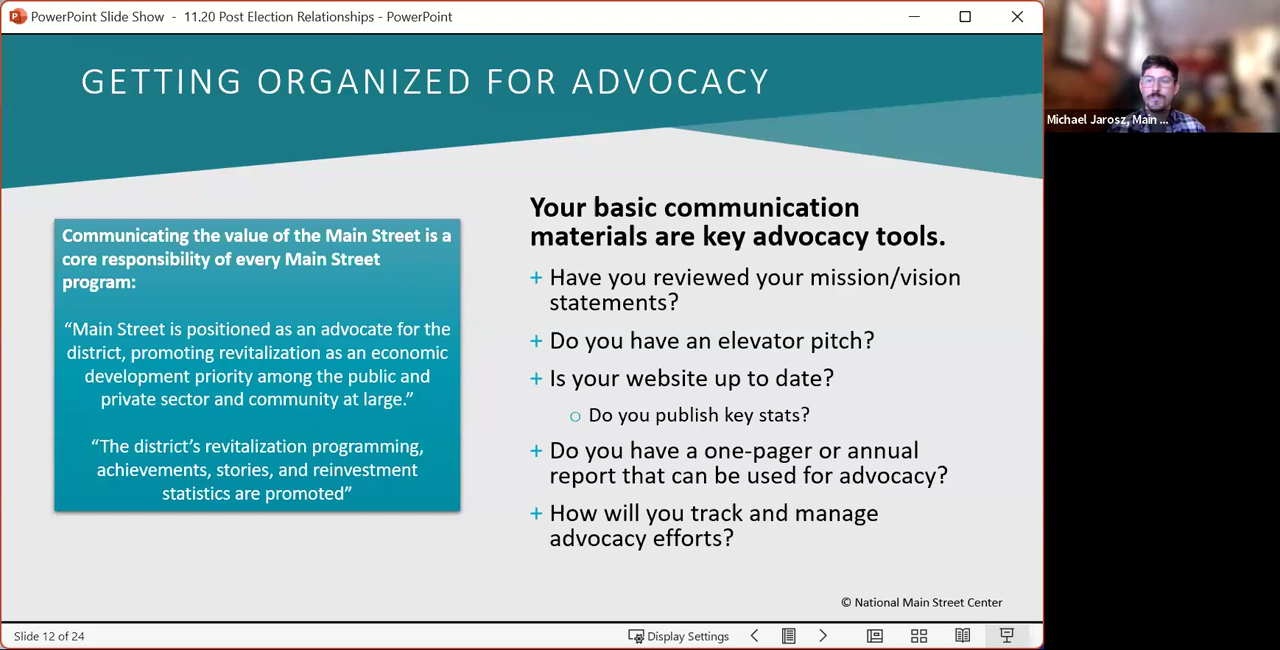 PowerPoint Slide Show - 11.20 Post Election Relationships - PowerPoint
GETTING ORGANIZED FOR ADVOCACY
Communicating the value of the Main Street is a
core responsibility of every Main Street
program:
“Main Street is positioned as an advocate for the
district, promoting revitalization as an economic
development priority among the public and
private sector and community at large.”
“The district’s revitalization programming,
achievements, stories, and reinvestment
statistics are promoted”
Your basic communication
materials are key advocacy tools.
+ Have you reviewed your mission/vision
statements?
+ Do you have an elevator pitch?
+ Is your website up to date?
o Do you publish key stats?
+ Do you have a one-pager or annual
report that can be used for advocacy?
+ How will you track and manage
advocacy efforts?
© National Main Street Center
Slide 12 of 24
Display Settings
Michael Jarosz, Main ...